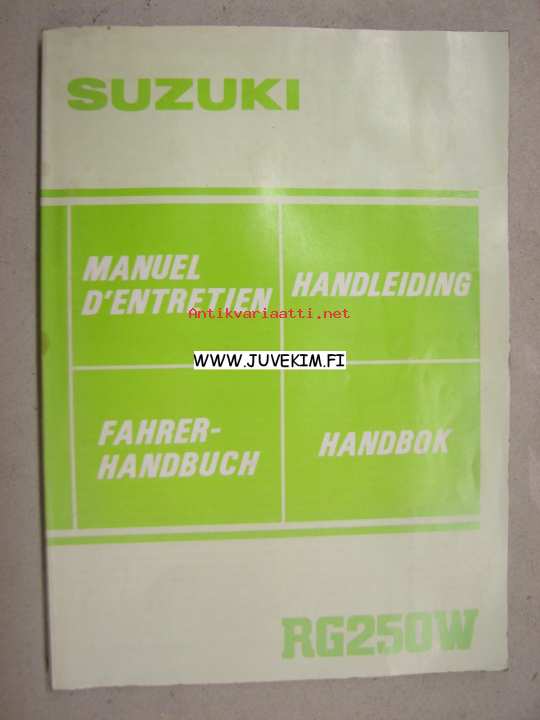 SUZUKI
MANUEL
D'ENTRETIEN
HANDLEIDING
Antikvariaatti.net
WWW.JUVEKIM.FI
FAHRER-
HANDBUCH
HANDBOK
RG250W